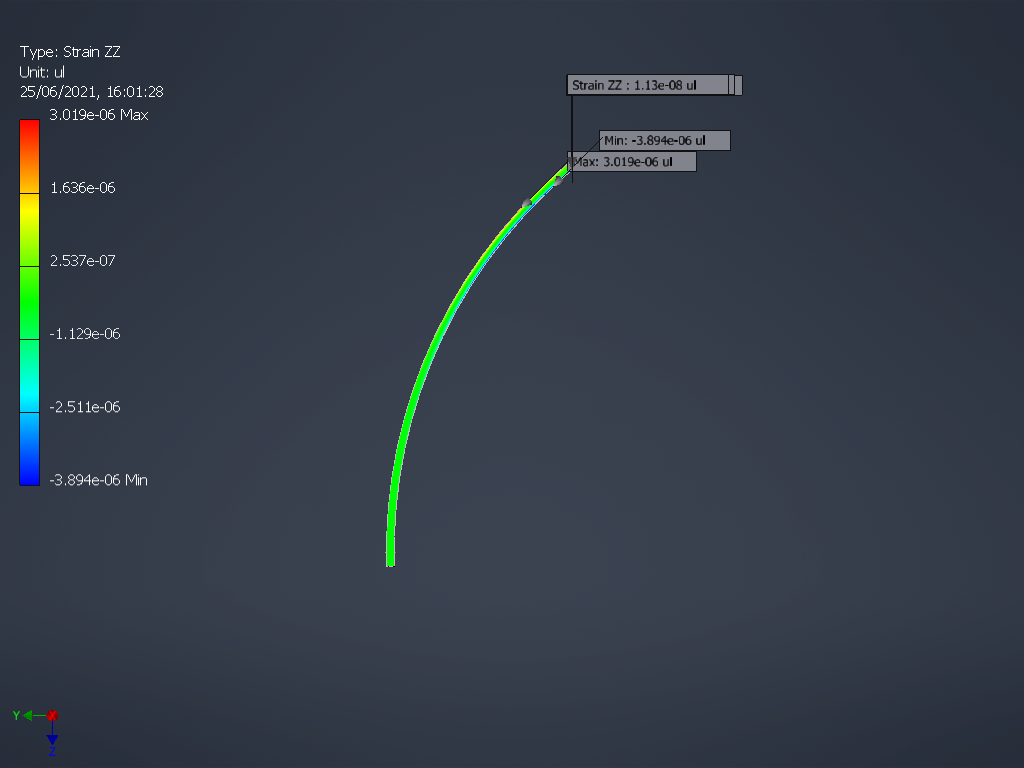 Type: Strain ZZ
Unit: ul
25/06/2021, 16:01:28
3.019e-06 Max
1.636e-06
2.537e-07
-1.129e-06
-2.511e-06
-3.894e-06 Min
Strain ZZ : 1.13e-08 ul
Min: -3.894e-06 ul
Max: 3.019e-06 ul
Y
X
Z